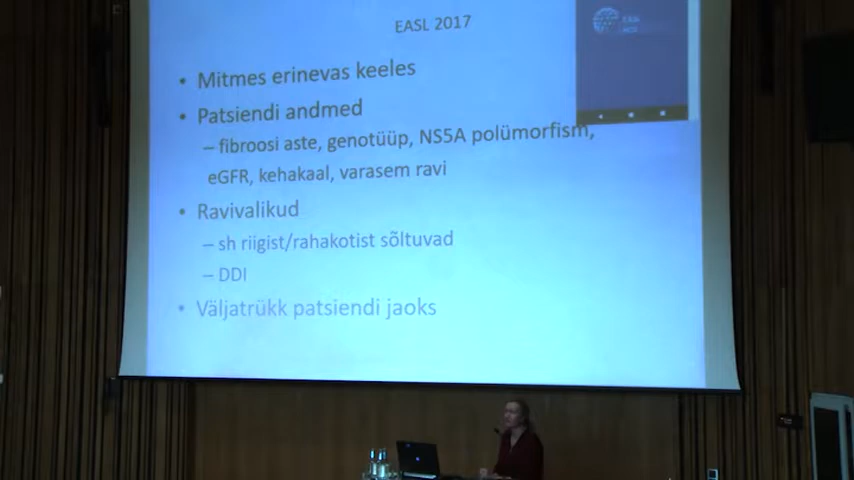 EASL 2017
• Mitmes erinevas keeles
• Patsiendi andmed
– fibroosi aste, genotüüp, NS5A polümorfism,
eGFR, kehakaal, varasem ravi
• Ravivalikud
– sh riigist/rahakotist sõltuvad
– DDI
• Väljatrükk patsiendi jaoks